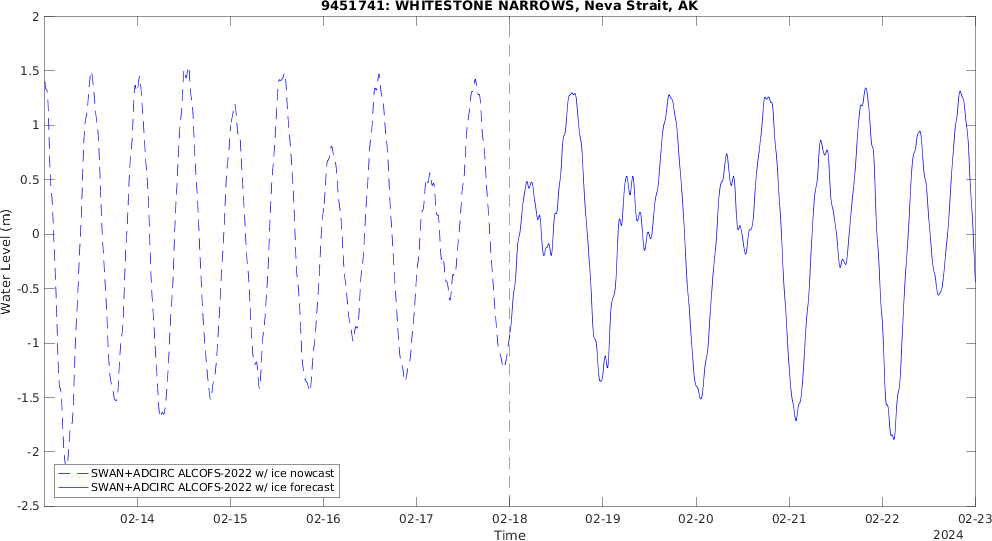 9451741: WHITESTONE NARROWS, Neva Strait, AK
2
1.5
1
0.5
0
-0.5
-1
-1.5
-2
-2.5
Water Level (m)
SWAN+ADCIRC ALCOFS-2022 w/ ice nowcast
SWAN+ADCIRC ALCOFS-2022 w/ ice forecast
02-14 02-15 02-16 02-17 02-18 02-19 02-20 02-21 02-22 02-23
Time
2024